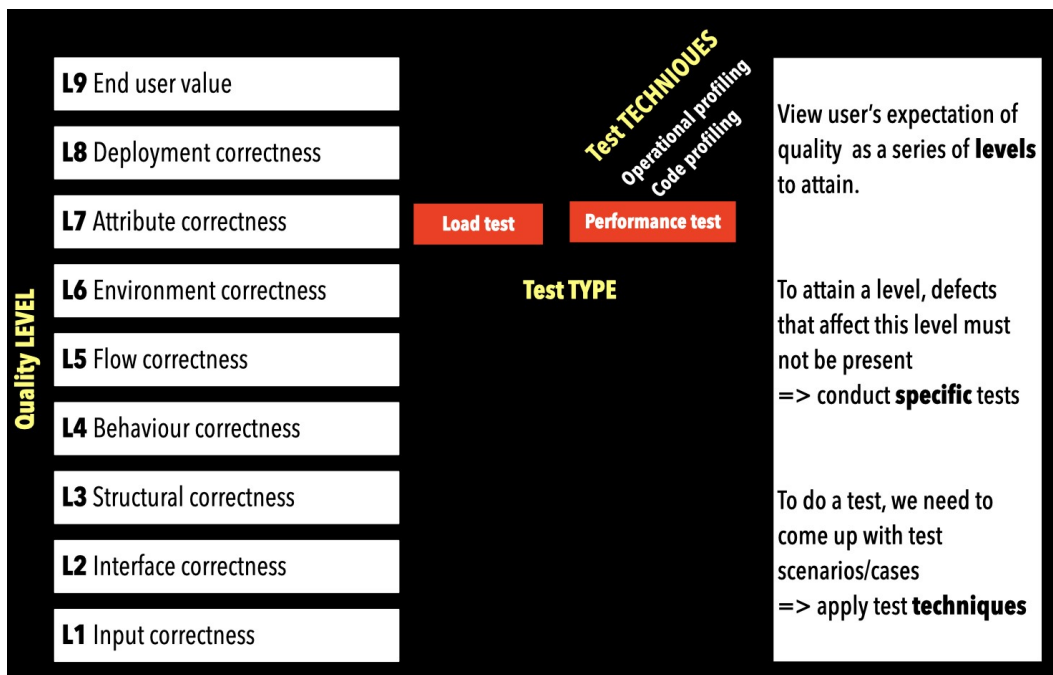 Quality LEVEL
L9 End user value
L8 Deployment correctness
L7 Attribute correctness
L6 Environment correctness
L5 Flow correctness
L4 Behaviour correctness
L3 Structural correctness
L2 Interface correctness
L1 Input correctness
Test TECHNIQUES
Operational profiling
Code profiling
Load test
Performance test
Test TYPE
View user’s expectation of
quality as a series of levels
to attain.
To attain a level, defects
that affect this level must
not be present
=> conduct specific tests
To do a test, we need to
come up with test
scenarios/cases
=> apply test techniques